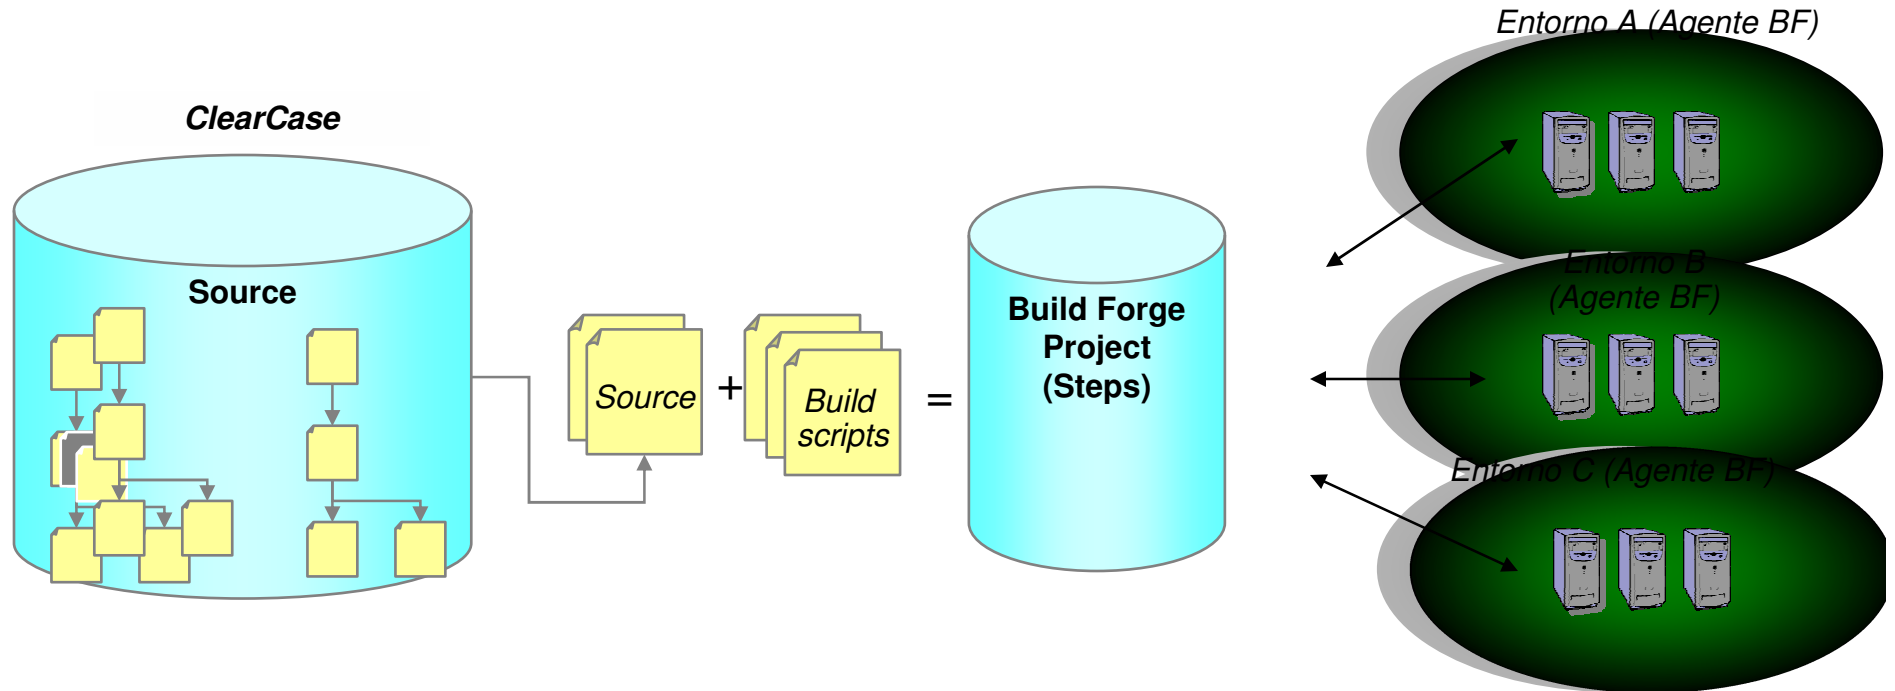 Entorno A (Agente BF)
ClearCase
Source
Source
+
Build
scripts
=
Build Forge
Project
(Steps)
Entorno B
(Agente BF)
Entorno C (Agente BF)